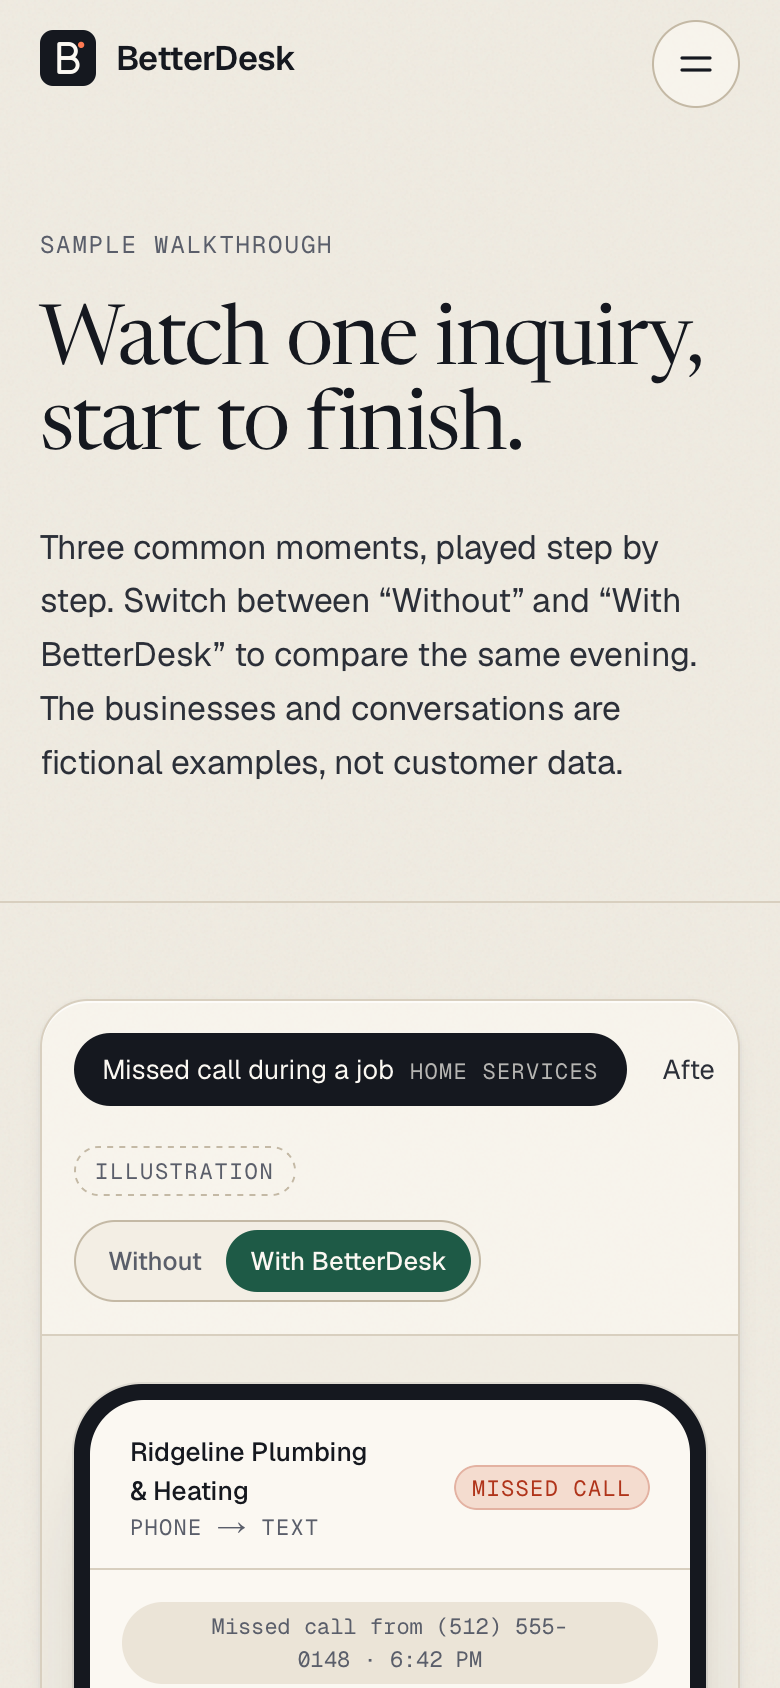 B
BetterDesk
SAMPLE WALKTHROUGH
Watch one inquiry,
start to finish.
Three common moments, played step by
step. Switch between “Without” and “With
BetterDesk” to compare the same evening.
The businesses and conversations are
fictional examples, not customer data.
Missed call during a job HOME SERVICES Afte
ILLUSTRATION
Without With BetterDesk
Ridgeline Plumbing
& Heating
MISSED CALL
PHONE ⟶ TEXT
Missed call from (512) 555-
0148 · 6:42 PM